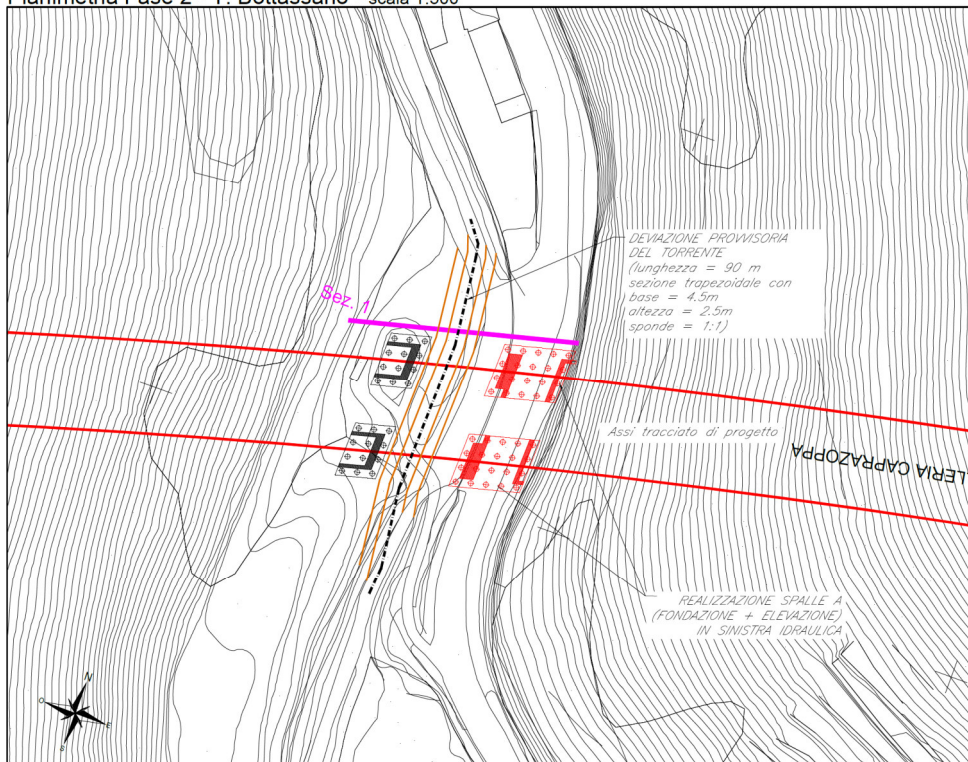 Planimetria Fase 2 - P. Bottassano - scala 1:500
DEVIAZIONE PROVVISORIA
DEL TORRENTE
(lunghezza = 90 m
sezione trapezoidale con
base = 4.5m
altezza = 2.5m
sponde = 1:1)
Sez. 1
Assi tracciato di progetto
LERIA CAPRAZOPPA
REALIZZAZIONE SPALLE A
(FONDAZIONE + ELEVAZIONE)
IN SINISTRA IDRAULICA
N
O
E
S